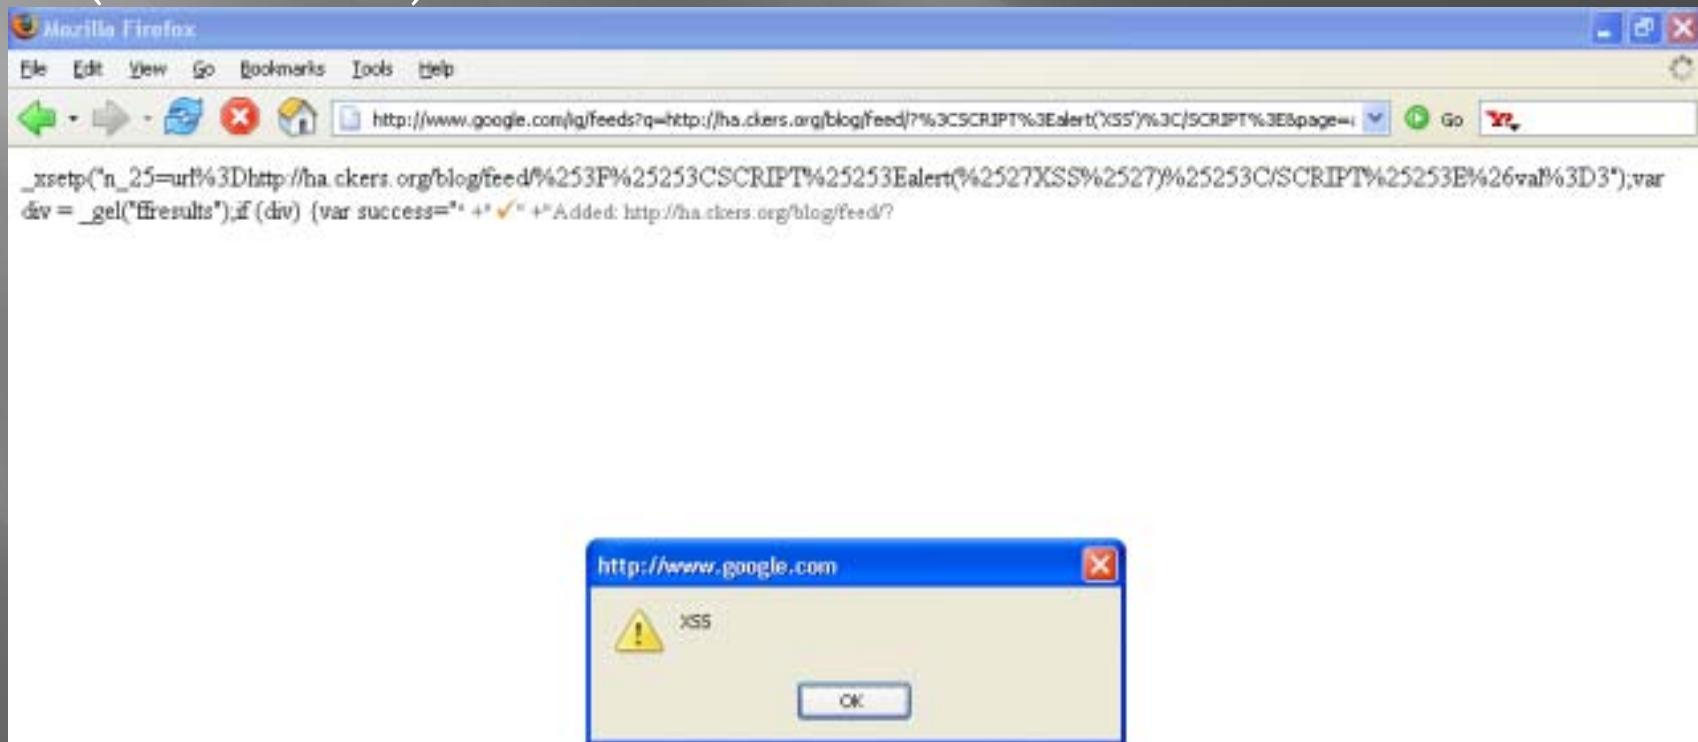 Mozilla Firefox
File Edit View Go Bookmarks Tools Help
http://www.google.com/ig/feeds?q=http://ha.ckers.org/blog/feed/?%3CSCRIPT%3Ealert('XSS')%3C/SCRIPT%3E&page= Go Y!
_xsetp("n_25=url%3Dhttp://ha.ckers.org/blog/feed/%253F%25253CSCRIPT%25253Ealert(%2527XSS%2527)%25253C/SCRIPT%25253E%26val%3D3");var
div = _gel("ffresults");if (div) {var success="" +"✓" +"Added: http://ha.ckers.org/blog/feed/?
http://www.google.com
XSS
OK